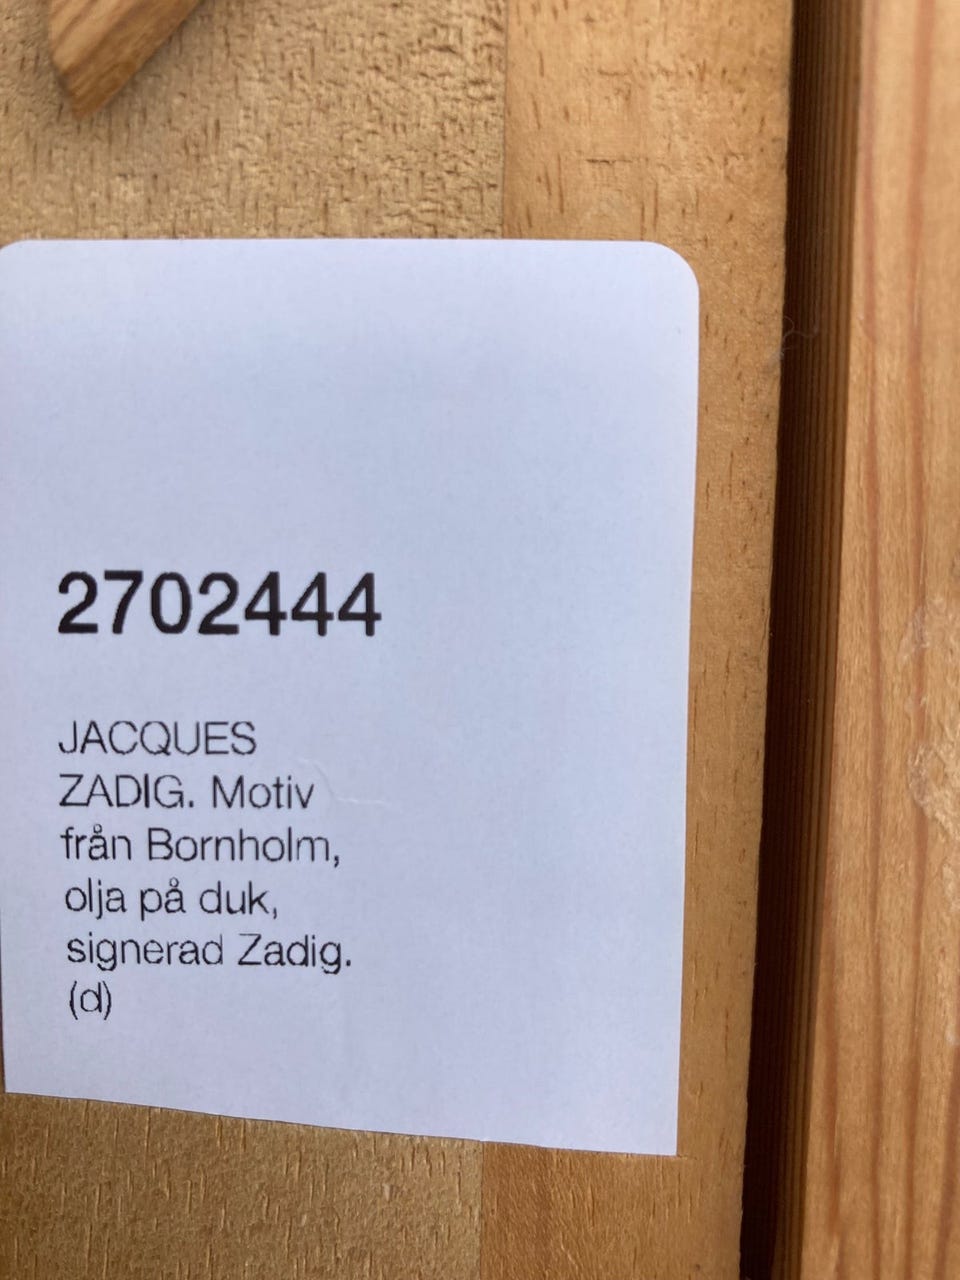 2702444
JACQUES
ZADIG. Motiv
från Bornholm,
olja på duk,
signerad Zadig.
(d)